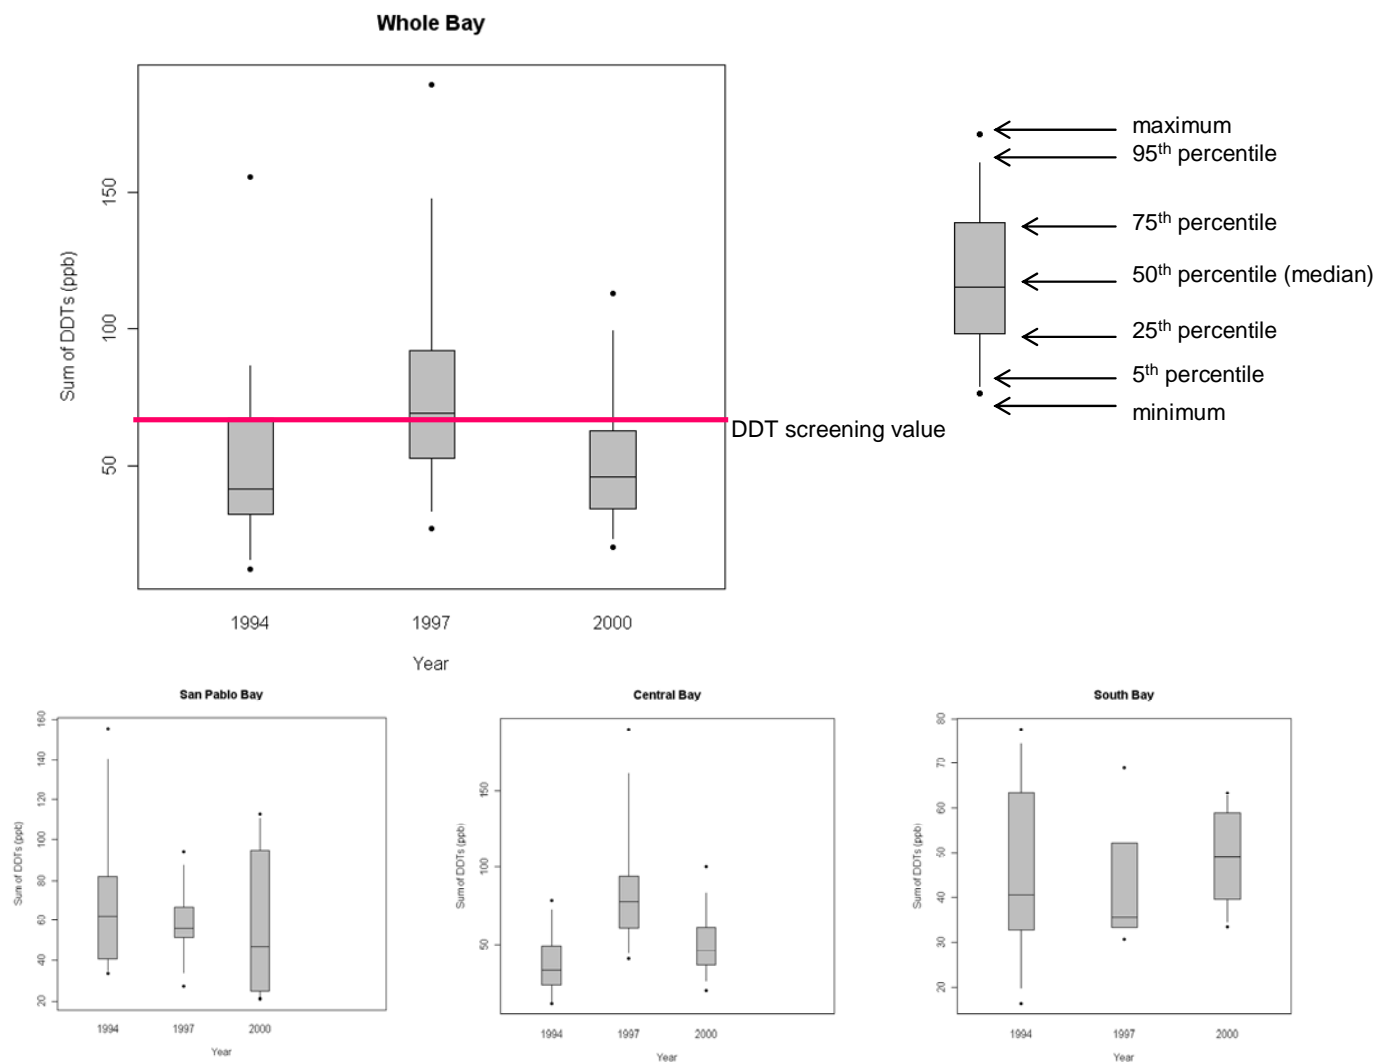 Whole Bay
150
100
50
Sum of DDTs (ppb)
1994 1997 2000
Year
DDT screening value
maximum
95th percentile
75th percentile
50th percentile (median)
25th percentile
5th percentile
minimum
San Pablo Bay
160
140
120
100
80
60
40
20
Sum of DDTs (ppb)
1994 1997 2000
Year
Central Bay
150
100
50
Sum of DDTs (ppb)
1994 1997 2000
Year
South Bay
80
70
60
50
40
30
20
Sum of DDTs (ppb)
1994 1997 2000
Year